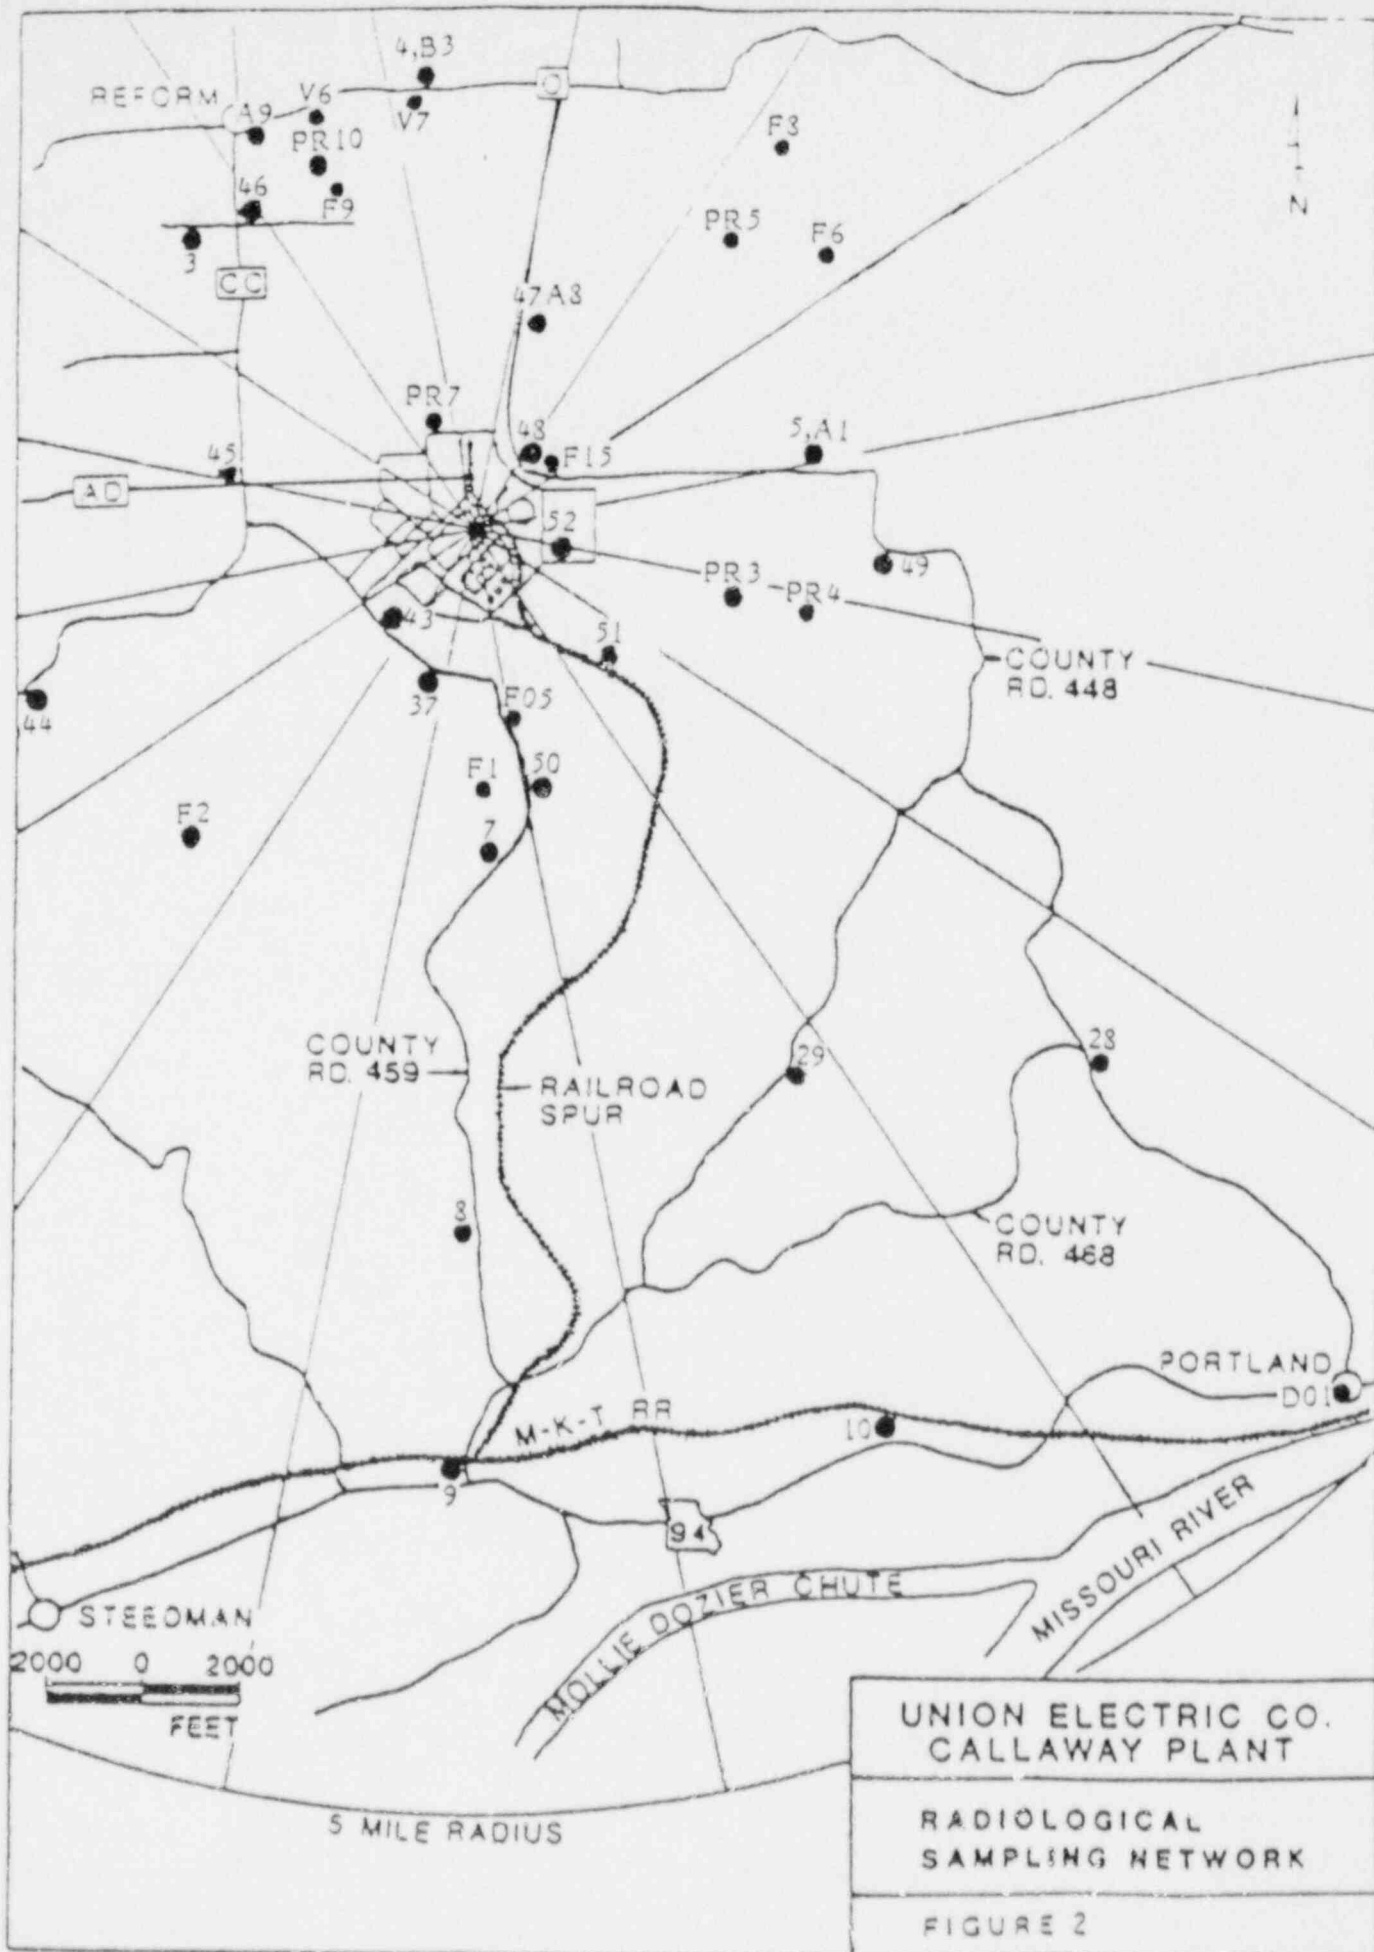 4,B3
O
REFORM
V6
A9
V7
F8
PR10
46
F9
N
PR5
F6
3
CC
47 A8
PR7
48
5,A1
45
F15
AD
52
49
PR3
PR4
43
51
COUNTY
RD. 448
37
F05
44
F1
50
F2
7
COUNTY
RD. 459
29
28
RAILROAD
SPUR
8
COUNTY
RD. 468
PORTLAND
D01
M-K-T RR
10
9
94
MISSOURI RIVER
MOLLIE DOZIER CHUTE
STEEDMAN
2000 0 2000
FEET
5 MILE RADIUS
UNION ELECTRIC CO.
CALLAWAY PLANT
RADIOLOGICAL
SAMPLING NETWORK
FIGURE 2